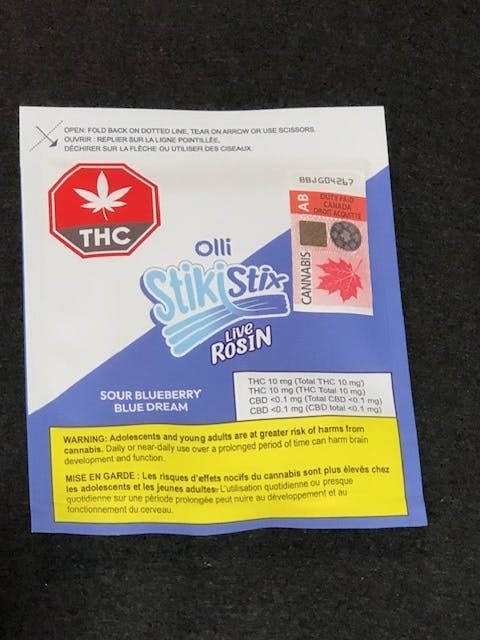 OPEN: FOLD BACK ON DOTTED LINE, TEAR ON ARROW OR USE SCISSORS.
OUVRIR : REPLIER SUR LA LIGNE POINTILLÉE,
DÉCHIRER SUR LA FLÈCHE OU UTILISER DES CISEAUX.
BBJG04267
AB
DUTY PAID
CANADA
DROIT ACQUITTÉ
CANNABIS
THC
Olli
StikiStix
Live
ROSIN
SOUR BLUEBERRY
BLUE DREAM
THC 10 mg (Total THC 10 mg)
THC 10 mg (THC Total 10 mg)
CBD <0.1 mg (Total CBD <0.1 mg)
CBD <0.1 mg (CBD total <0.1 mg)
WARNING: Adolescents and young adults are at greater risk of harms from
cannabis. Daily or near-daily use over a prolonged period of time can harm brain
development and function.
MISE EN GARDE : Les risques d'effets nocifs du cannabis sont plus élevés chez
les adolescents et les jeunes adultes. L'utilisation quotidienne ou presque
quotidienne sur une période prolongée peut nuire au développement et au
fonctionnement du cerveau.